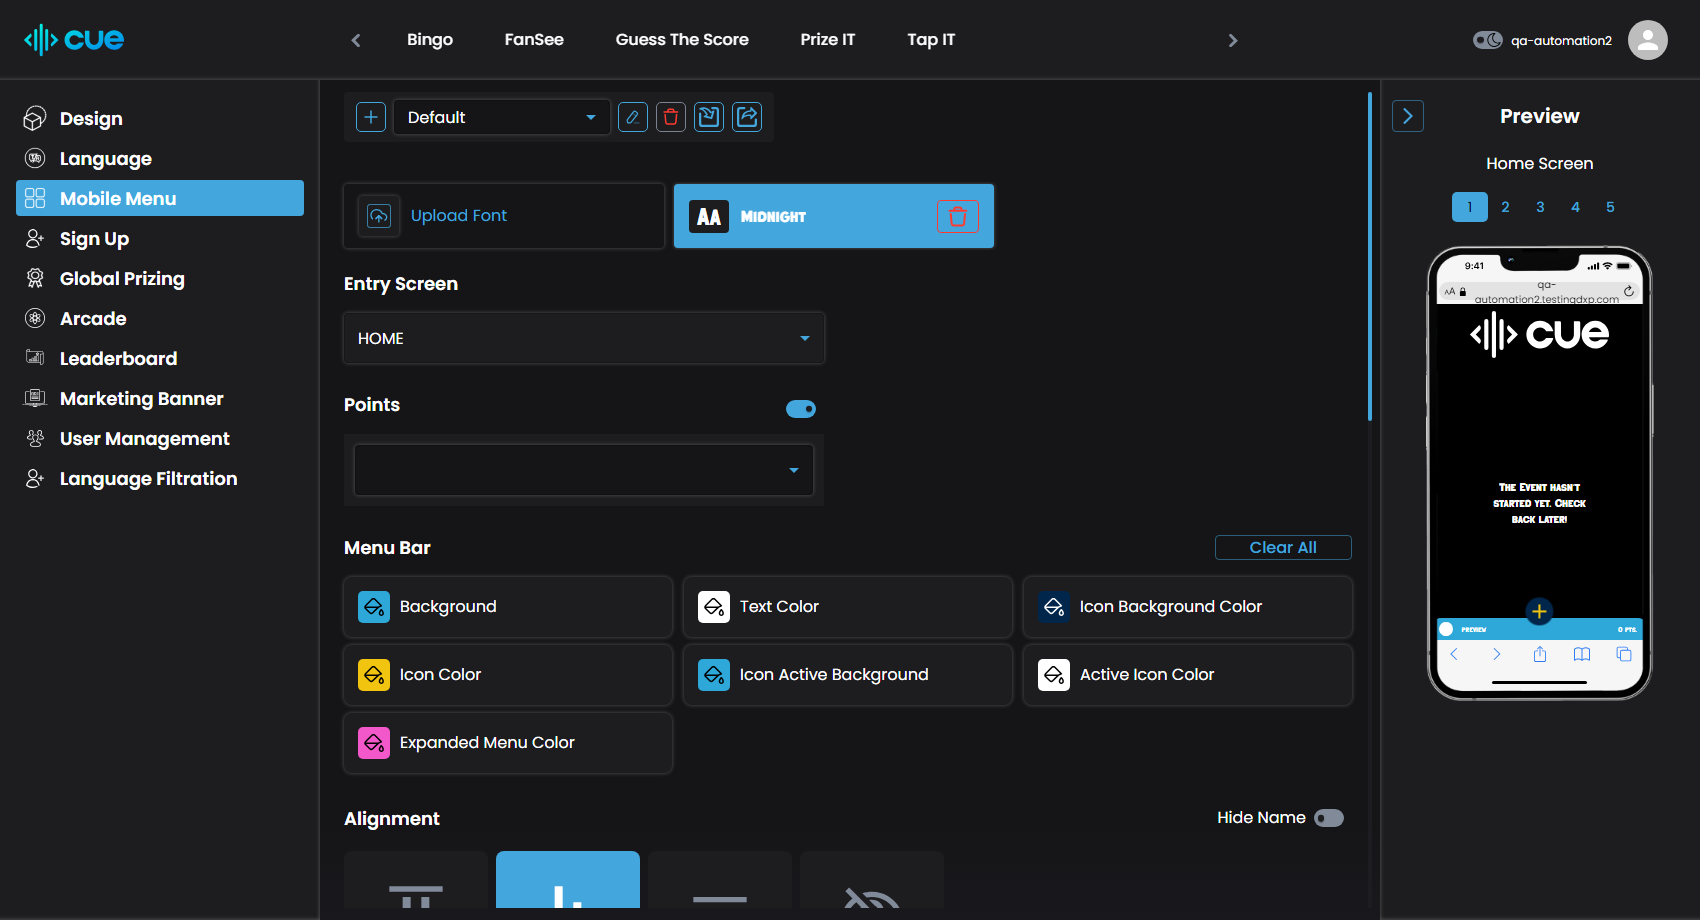 cue
Bingo
FanSee
Guess The Score
Prize IT
Tap IT
qa-automation2
Design
Language
Mobile Menu
Sign Up
Global Prizing
Arcade
Leaderboard
Marketing Banner
User Management
Language Filtration
Default
Upload Font
AA
Midnight
Entry Screen
HOME
Points
Menu Bar
Clear All
Background
Text Color
Icon Background Color
Icon Color
Icon Active Background
Active Icon Color
Expanded Menu Color
Alignment
Hide Name
Preview
Home Screen
1 2 3 4 5
9:41
AA
qa-
automation2.testingdxp.com
cue
The Event hasn't
started yet. Check
back later!
PREVIEW
0 PTS.